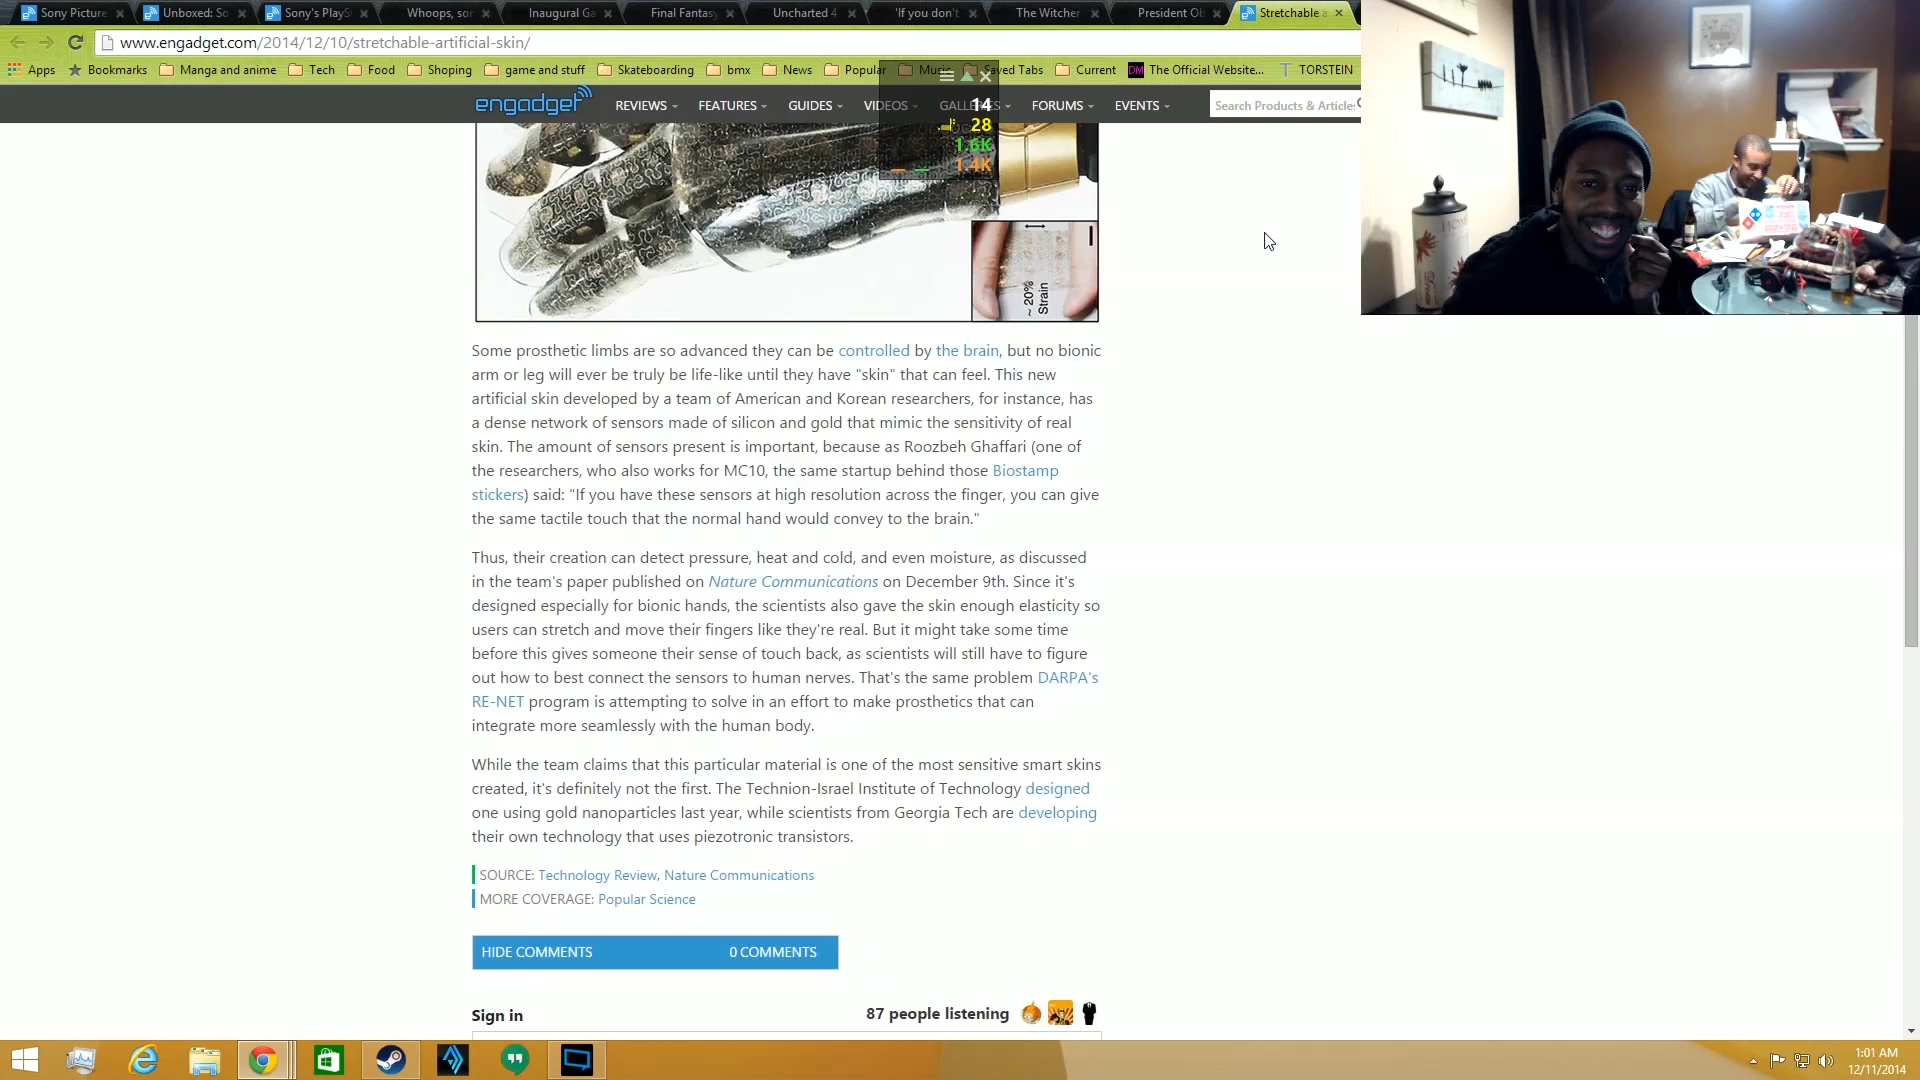 Sony Picture
Unboxed: So
Sony's PlaySt
Whoops, sor
Inaugural Ga
Final Fantasy
Uncharted 4
'If you don't
The Witcher
President Ob
Stretchable a
www.engadget.com/2014/12/10/stretchable-artificial-skin/
Apps
Bookmarks
Manga and anime
Tech
Food
Shoping
game and stuff
Skateboarding
bmx
News
Popular
Music
Saved Tabs
Current
DM
The Official Website...
TORSTEIN
engadget
REVIEWS
FEATURES
GUIDES
VIDEOS
GALLERIES
FORUMS
EVENTS
Search Products & Articles
14
28
1.6K
1.4K
~ 20%
Strain
HOME
Some prosthetic limbs are so advanced they can be controlled by the brain, but no bionic
arm or leg will ever be truly be life-like until they have "skin" that can feel. This new
artificial skin developed by a team of American and Korean researchers, for instance, has
a dense network of sensors made of silicon and gold that mimic the sensitivity of real
skin. The amount of sensors present is important, because as Roozbeh Ghaffari (one of
the researchers, who also works for MC10, the same startup behind those Biostamp
stickers) said: "If you have these sensors at high resolution across the finger, you can give
the same tactile touch that the normal hand would convey to the brain."
Thus, their creation can detect pressure, heat and cold, and even moisture, as discussed
in the team's paper published on Nature Communications on December 9th. Since it's
designed especially for bionic hands, the scientists also gave the skin enough elasticity so
users can stretch and move their fingers like they're real. But it might take some time
before this gives someone their sense of touch back, as scientists will still have to figure
out how to best connect the sensors to human nerves. That's the same problem DARPA's
RE-NET program is attempting to solve in an effort to make prosthetics that can
integrate more seamlessly with the human body.
While the team claims that this particular material is one of the most sensitive smart skins
created, it's definitely not the first. The Technion-Israel Institute of Technology designed
one using gold nanoparticles last year, while scientists from Georgia Tech are developing
their own technology that uses piezotronic transistors.
SOURCE: Technology Review, Nature Communications
MORE COVERAGE: Popular Science
HIDE COMMENTS
0 COMMENTS
Sign in
87 people listening
1:01 AM
12/11/2014